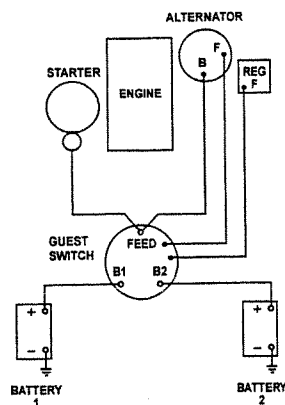 ALTERNATOR
F
B
REG
F
STARTER
ENGINE
GUEST
SWITCH
FEED
B1
B2
+
−
+
−
BATTERY
1
BATTERY
2